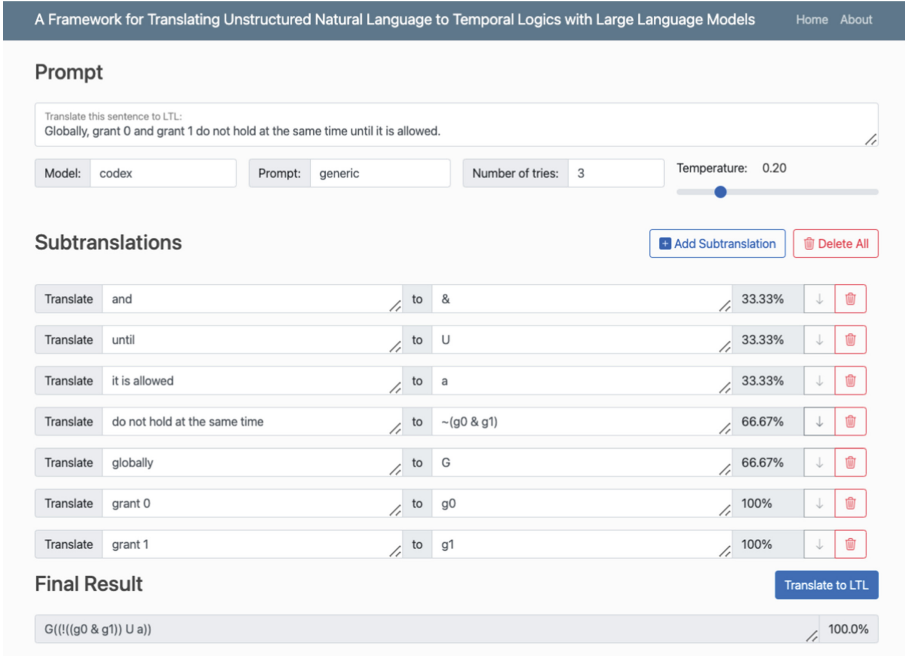 A Framework for Translating Unstructured Natural Language to Temporal Logics with Large Language Models Home About
Prompt
Translate this sentence to LTL:
Globally, grant 0 and grant 1 do not hold at the same time until it is allowed.
Model: codex Prompt: generic Number of tries: 3 Temperature: 0.20
Subtranslations Add Subtranslation Delete All
Translate and to & 33.33%
Translate until to U 33.33%
Translate it is allowed to a 33.33%
Translate do not hold at the same time to ~(g0 & g1) 66.67%
Translate globally to G 66.67%
Translate grant 0 to g0 100%
Translate grant 1 to g1 100%
Final Result Translate to LTL
G((!((g0 & g1)) U a)) 100.0%